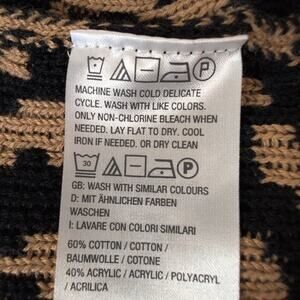 MACHINE WASH COLD DELICATE
CYCLE. WASH WITH LIKE COLORS.
ONLY NON-CHLORINE BLEACH WHEN
NEEDED. LAY FLAT TO DRY. COOL
IRON IF NEEDED. OR DRY CLEAN
30 P
GB: WASH WITH SIMILAR COLOURS
D: MIT ÄHNLICHEN FARBEN
WASCHEN
I: LAVARE CON COLORI SIMILARI
60% COTTON / COTTON /
BAUMWOLLE / COTONE
40% ACRYLIC / ACRYLIC / POLYACRYL
/ ACRILICA